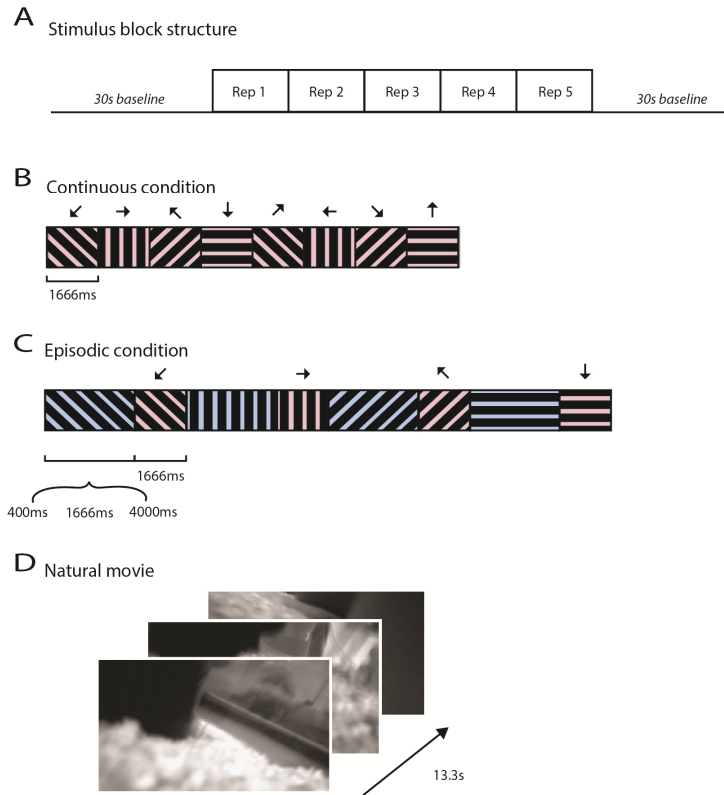 A Stimulus block structure
30s baseline Rep 1 Rep 2 Rep 3 Rep 4 Rep 5 30s baseline
B Continuous condition
1666ms
C Episodic condition
1666ms
400ms 1666ms 4000ms
D Natural movie
13.3s